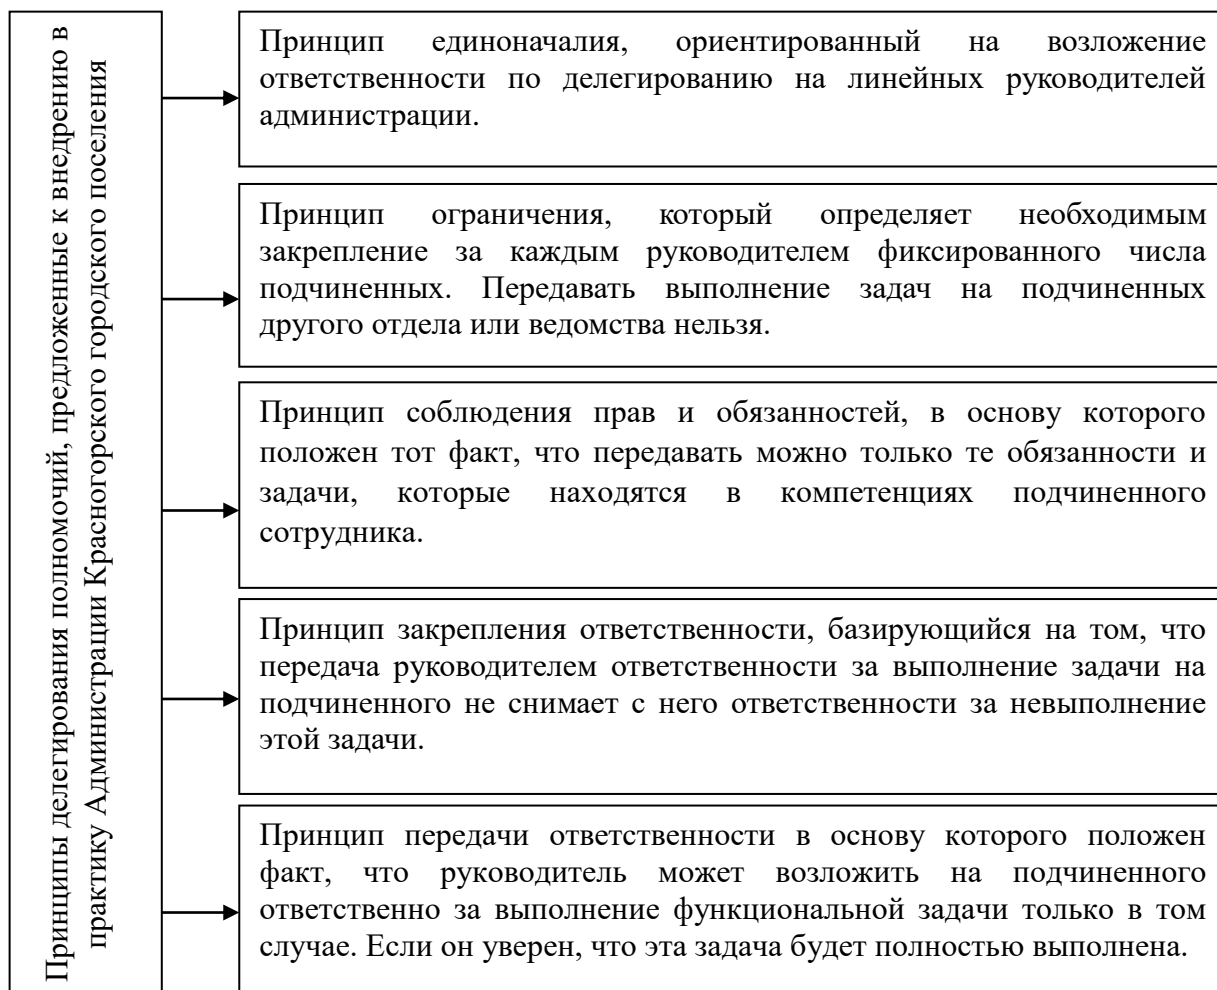 Принципы делегирования полномочий, предложенные к внедрению в
практику Администрации Красногорского городского поселения
Принцип единоначалия, ориентированный на возложение
ответственности по делегированию на линейных руководителей
администрации.
Принцип ограничения, который определяет необходимым
закрепление за каждым руководителем фиксированного числа
подчиненных. Передавать выполнение задач на подчиненных
другого отдела или ведомства нельзя.
Принцип соблюдения прав и обязанностей, в основу которого
положен тот факт, что передавать можно только те обязанности и
задачи, которые находятся в компетенциях подчиненного
сотрудника.
Принцип закрепления ответственности, базирующийся на том, что
передача руководителем ответственности за выполнение задачи на
подчиненного не снимает с него ответственности за невыполнение
этой задачи.
Принцип передачи ответственности в основу которого положен
факт, что руководитель может возложить на подчиненного
ответственно за выполнение функциональной задачи только в том
случае. Если он уверен, что эта задача будет полностью выполнена.